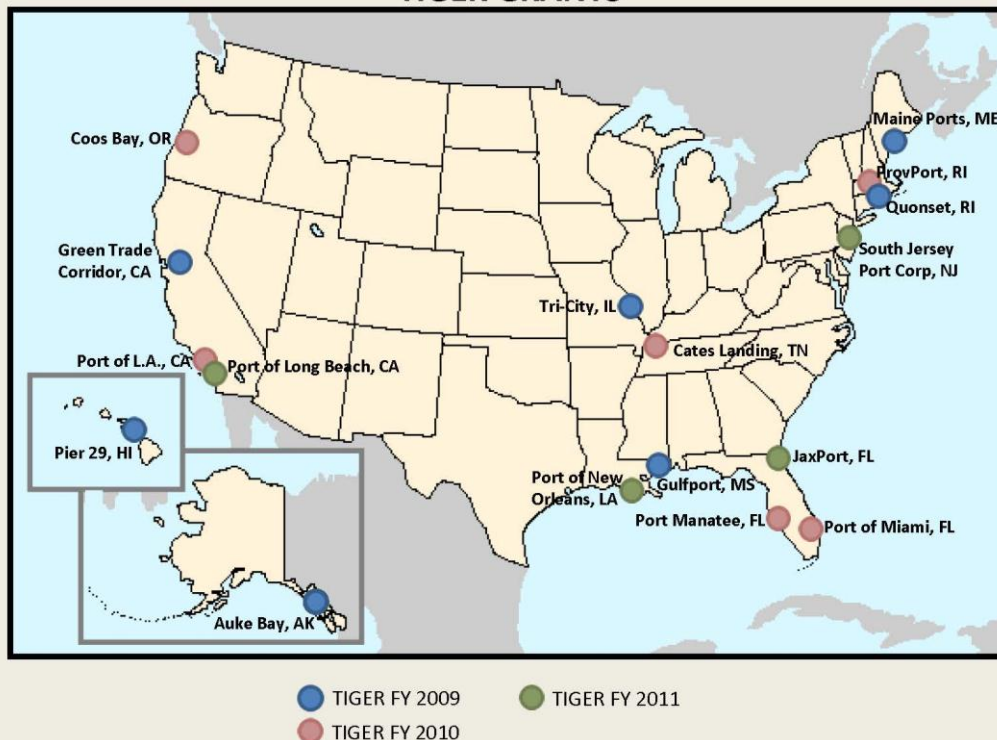 Maine Ports, ME
Coos Bay, OR
ProvPort, RI
Quonset, RI
Green Trade
Corridor, CA
South Jersey
Port Corp, NJ
Tri-City, IL
Cates Landing, TN
Port of L.A., CA
Port of Long Beach, CA
Pier 29, HI
JaxPort, FL
Port of New
Orleans, LA
Gulfport, MS
Port Manatee, FL
Port of Miami, FL
Auke Bay, AK
TIGER FY 2009
TIGER FY 2011
TIGER FY 2010